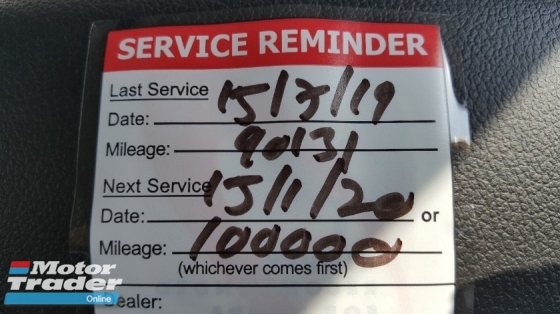 SERVICE REMINDER
Last Service
Date: 15/7/19
Mileage: 90131
Next Service
Date: 15/1/20 or
Mileage: 100000
(whichever comes first)
Dealer:
Motor
Trader
Online